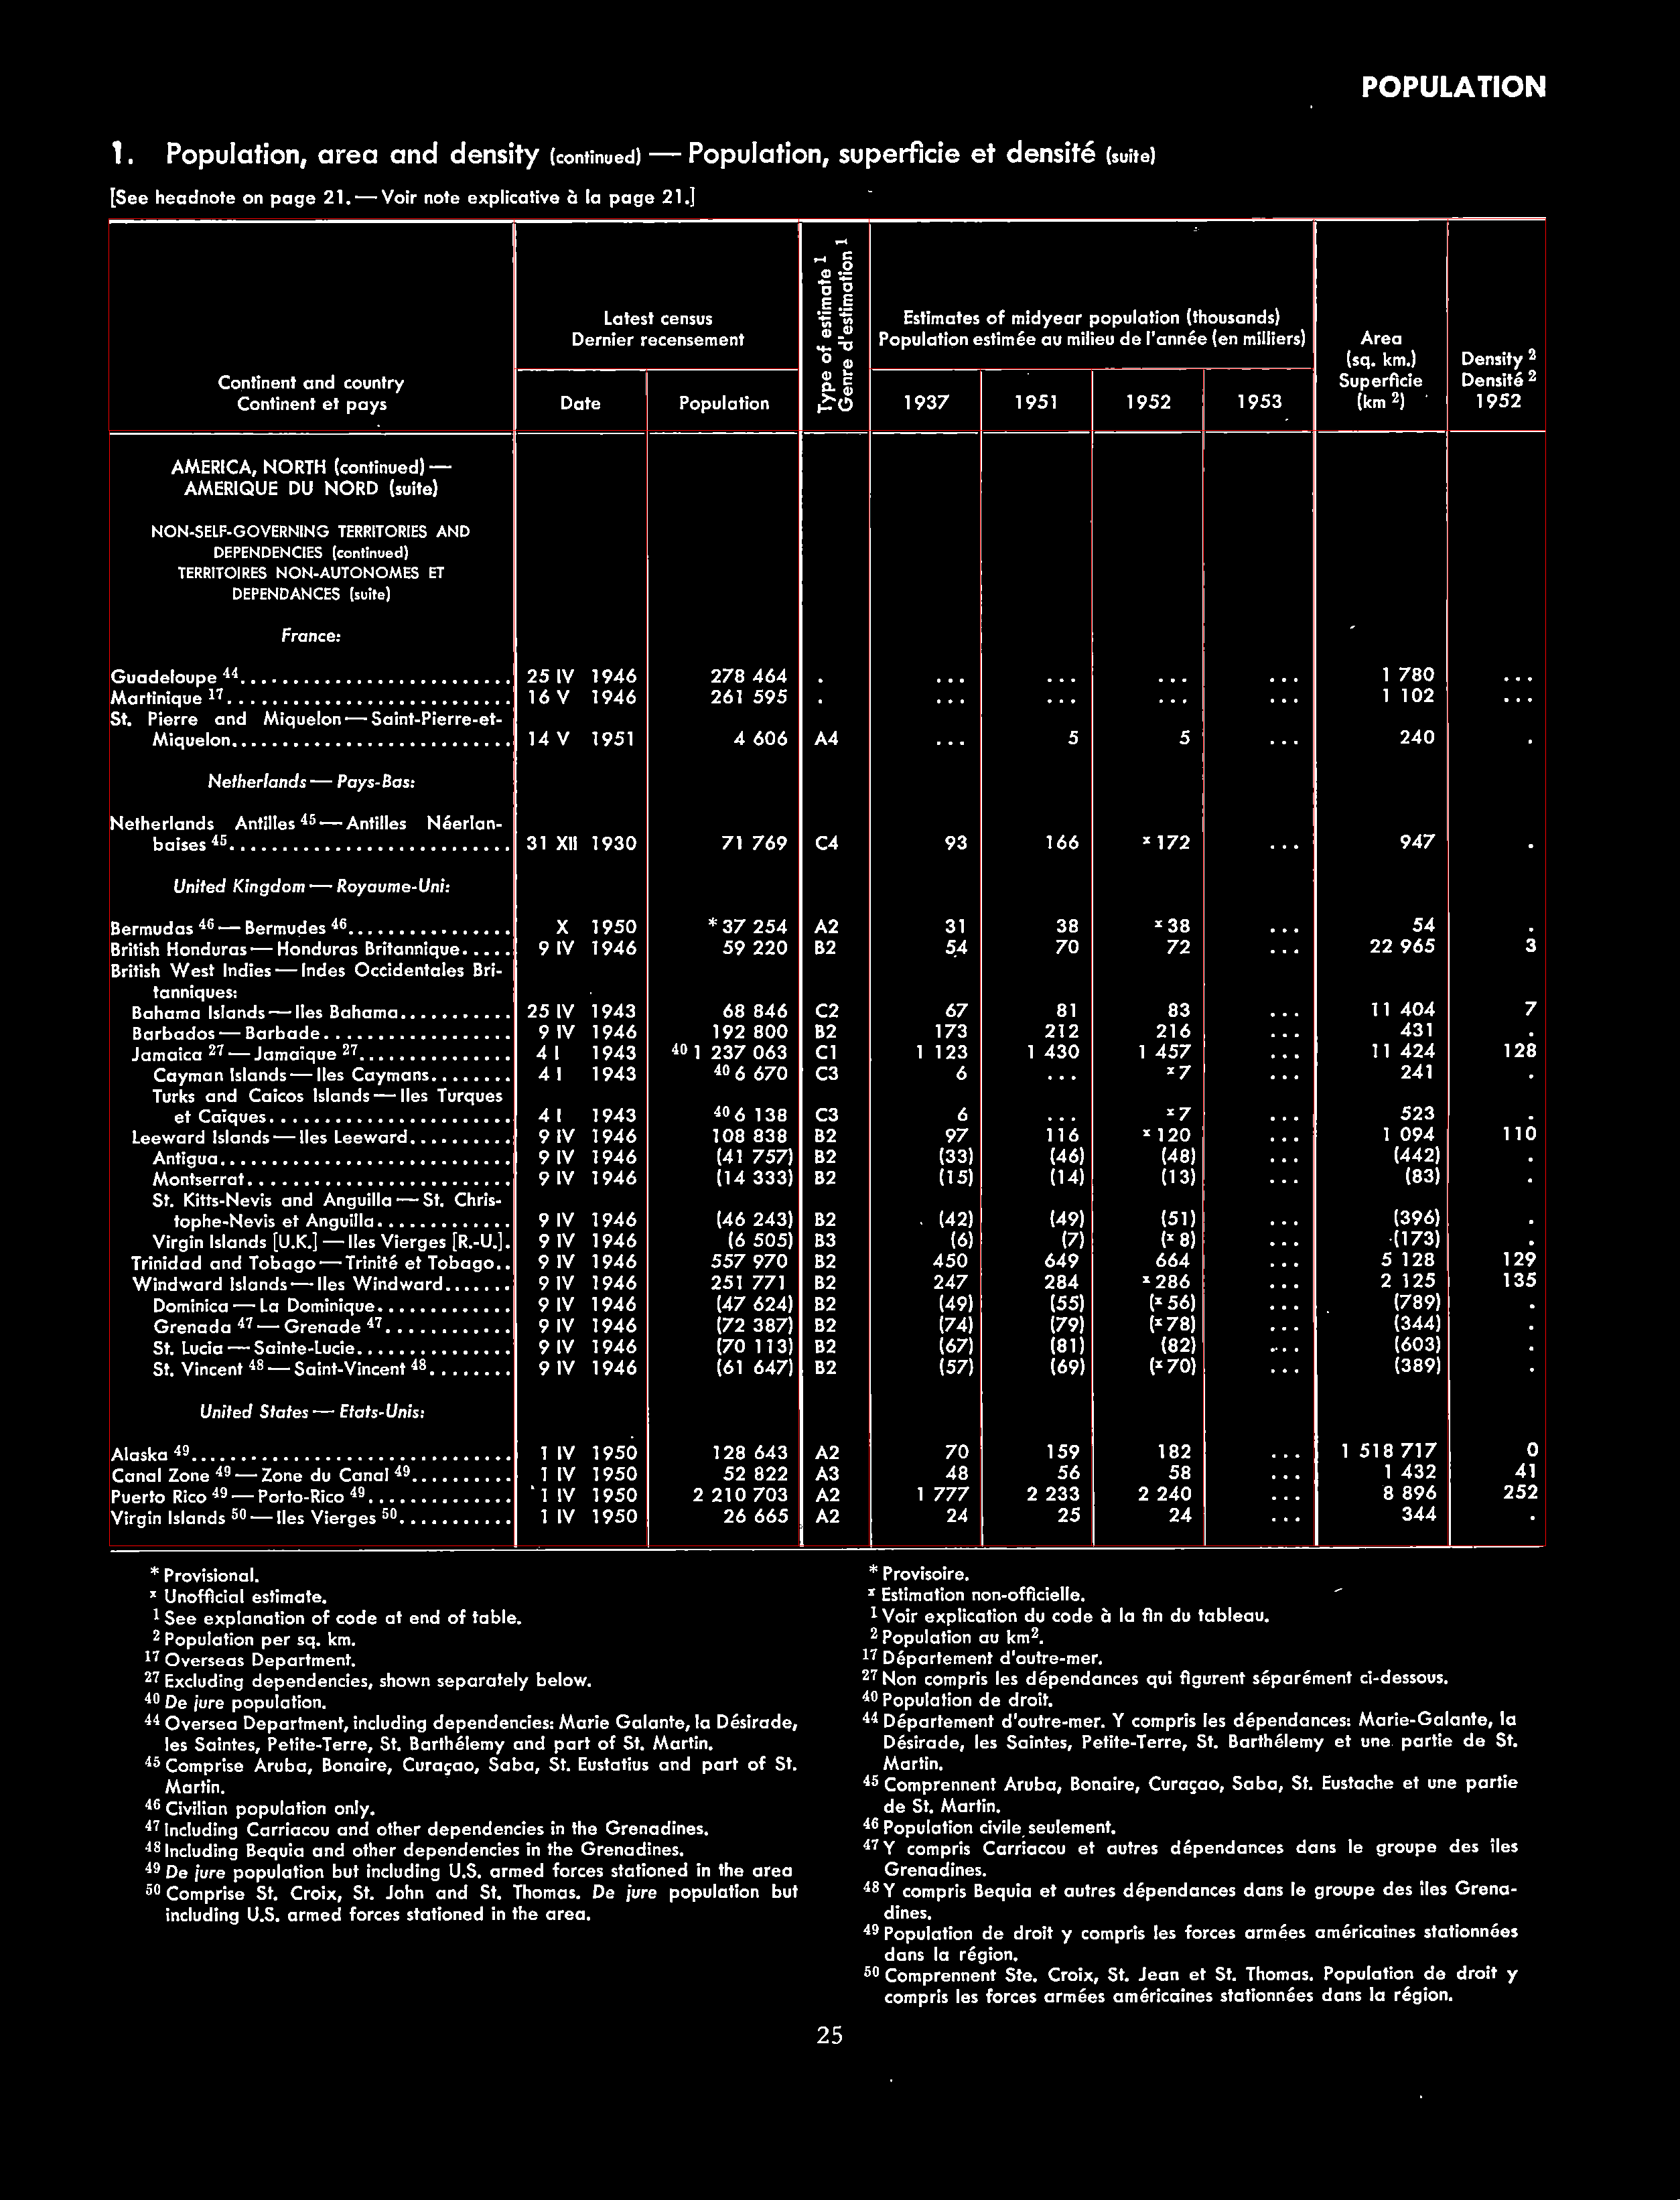 POPULATION
1. Population, area and density (continued) — Population, superficie et densité (suite)
[See headnote on page 21. — Voir note explicative à la page 21.]
Continent and country
Continent et pays
Latest census
Dernier recensement
Date
Population
Type of estimate 1
Genre d'estimation 1
Estimates of midyear population (thousands)
Population estimée au milieu de l'année (en milliers)
1937 1951 1952 1953
Area
(sq. km.)
Superficie
(km 2)
Density 2
Densité 2
1952
AMERICA, NORTH (continued) —
AMERIQUE DU NORD (suite)
NON-SELF-GOVERNING TERRITORIES AND
DEPENDENCIES (continued)
TERRITOIRES NON-AUTONOMES ET
DEPENDANCES (suite)
France:
Guadeloupe 44 25 IV 1946 278 464 . ... ... ... ... 1 780 ...
Martinique 17 16 V 1946 261 595 . ... ... ... ... 1 102 ...
St. Pierre and Miquelon — Saint-Pierre-et-
Miquelon 14 V 1951 4 606 A4 ... 5 5 ... 240 .
Netherlands — Pays-Bas:
Netherlands Antilles 45 — Antilles Néerlan-
baises 45 31 XII 1930 71 769 C4 93 166 x 172 ... 947 .
United Kingdom — Royaume-Uni:
Bermudas 46 — Bermudes 46 X 1950 * 37 254 A2 31 38 x 38 ... 54 .
British Honduras — Honduras Britannique 9 IV 1946 59 220 B2 54 70 72 ... 22 965 3
British West Indies — Indes Occidentales Bri-
tanniques:
Bahama Islands — Iles Bahama 25 IV 1943 68 846 C2 67 81 83 ... 11 404 7
Barbados — Barbade 9 IV 1946 192 800 B2 173 212 216 ... 431 .
Jamaica 27 — Jamaique 27 4 I 1943 40 1 237 063 C1 1 123 1 430 1 457 ... 11 424 128
Cayman Islands — Iles Caymans 4 I 1943 40 6 670 C3 6 ... x 7 ... 241 .
Turks and Caicos Islands — Iles Turques
et Caiques 4 I 1943 40 6 138 C3 6 ... x 7 ... 523 .
Leeward Islands — Iles Leeward 9 IV 1946 108 838 B2 97 116 x 120 ... 1 094 110
Antigua 9 IV 1946 (41 757) B2 (33) (46) (48) ... (442) .
Montserrat 9 IV 1946 (14 333) B2 (15) (14) (13) ... (83) .
St. Kitts-Nevis and Anguilla — St. Chris-
tophe-Nevis et Anguilla 9 IV 1946 (46 243) B2 (42) (49) (51) ... (396) .
Virgin Islands [U.K.] — Iles Vierges [R.-U.]. 9 IV 1946 (6 505) B3 (6) (7) (x 8) ... (173) .
Trinidad and Tobago — Trinité et Tobago 9 IV 1946 557 970 B2 450 649 664 ... 5 128 129
Windward Islands — Iles Windward 9 IV 1946 251 771 B2 247 284 x 286 ... 2 125 135
Dominica — La Dominique 9 IV 1946 (47 624) B2 (49) (55) (x 56) ... (789) .
Grenada 47 — Grenade 47 9 IV 1946 (72 387) B2 (74) (79) (x 78) ... (344) .
St. Lucia — Sainte-Lucie 9 IV 1946 (70 113) B2 (67) (81) (82) ... (603) .
St. Vincent 48 — Saint-Vincent 48 9 IV 1946 (61 647) B2 (57) (69) (x 70) ... (389) .
United States — Etats-Unis:
Alaska 49 1 IV 1950 128 643 A2 70 159 182 ... 1 518 717 0
Canal Zone 49 — Zone du Canal 49 1 IV 1950 52 822 A3 48 56 58 ... 1 432 41
Puerto Rico 49 — Porto-Rico 49 1 IV 1950 2 210 703 A2 1 777 2 233 2 240 ... 8 896 252
Virgin Islands 50 — Iles Vierges 50 1 IV 1950 26 665 A2 24 25 24 ... 344 .
* Provisional.
x Unofficial estimate.
1 See explanation of code at end of table.
2 Population per sq. km.
17 Overseas Department.
27 Excluding dependencies, shown separately below.
40 De jure population.
44 Oversea Department, including dependencies: Marie Galante, la Désirade,
les Saintes, Petite-Terre, St. Barthélemy and part of St. Martin.
45 Comprise Aruba, Bonaire, Curaçao, Saba, St. Eustatius and part of St.
Martin.
46 Civilian population only.
47 Including Carriacou and other dependencies in the Grenadines.
48 Including Bequia and other dependencies in the Grenadines.
49 De jure population but including U.S. armed forces stationed in the area
50 Comprise St. Croix, St. John and St. Thomas. De jure population but
including U.S. armed forces stationed in the area.
* Provisoire.
x Estimation non-officielle.
1 Voir explication du code à la fin du tableau.
2 Population au km2.
17 Département d'outre-mer.
27 Non compris les dépendances qui figurent séparément ci-dessous.
40 Population de droit.
44 Département d'outre-mer. Y compris les dépendances: Marie-Galante, la
Désirade, les Saintes, Petite-Terre, St. Barthélemy et une partie de St.
Martin.
45 Comprennent Aruba, Bonaire, Curaçao, Saba, St. Eustache et une partie
de St. Martin.
46 Population civile seulement.
47 Y compris Carriacou et autres dépendances dans le groupe des îles
Grenadines.
48 Y compris Bequia et autres dépendances dans le groupe des îles Grena-
dines.
49 Population de droit y compris les forces armées américaines stationnées
dans la région.
50 Comprennent Ste. Croix, St. Jean et St. Thomas. Population de droit y
compris les forces armées américaines stationnées dans la région.
25